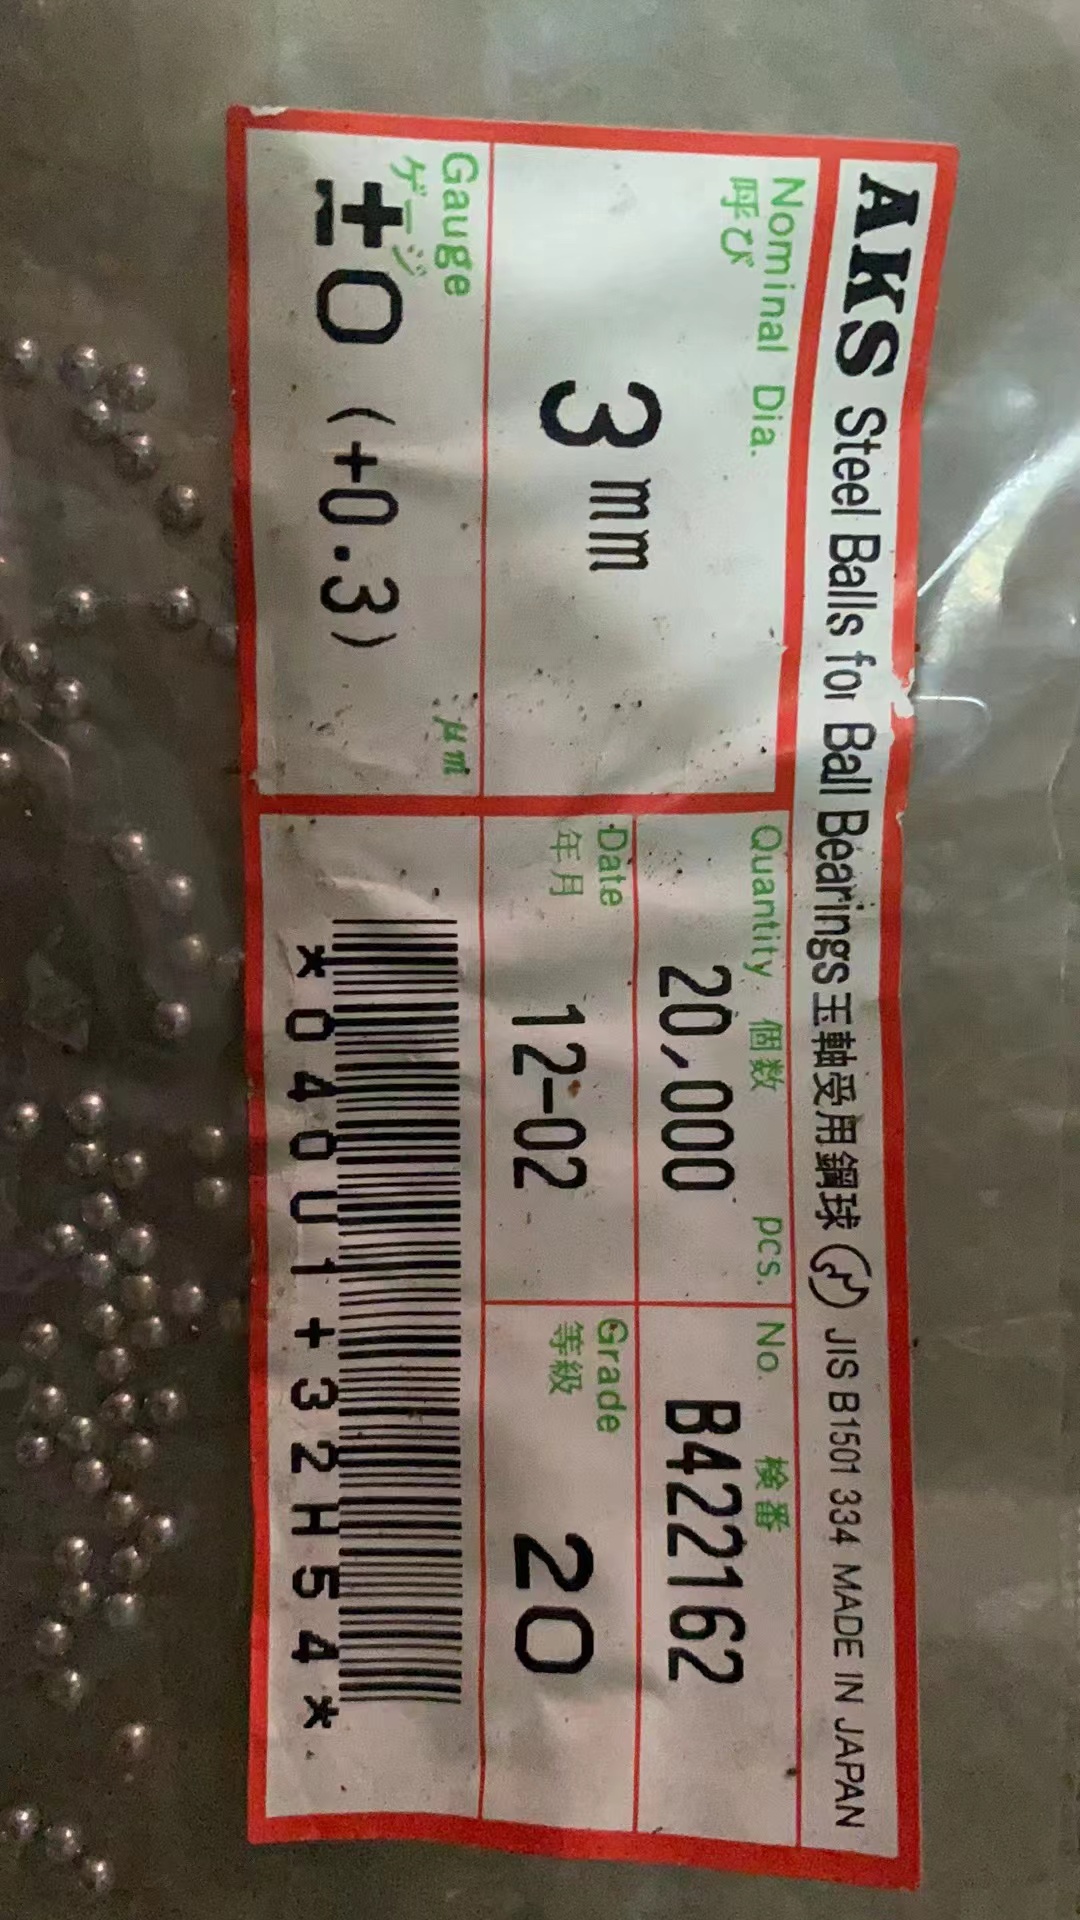 AKS Steel Balls for Ball Bearings 玉軸受用鋼球 JIS B1501 334 MADE IN JAPAN
Nominal Dia.
呼び
3 mm
Quantity 個数 pcs.
20,000
No. 検番
B422162
Date
年月
12-02
Grade
等級
20
Gauge
ゲージ
±0 (+0.3)
μm
*040U1+32H54*